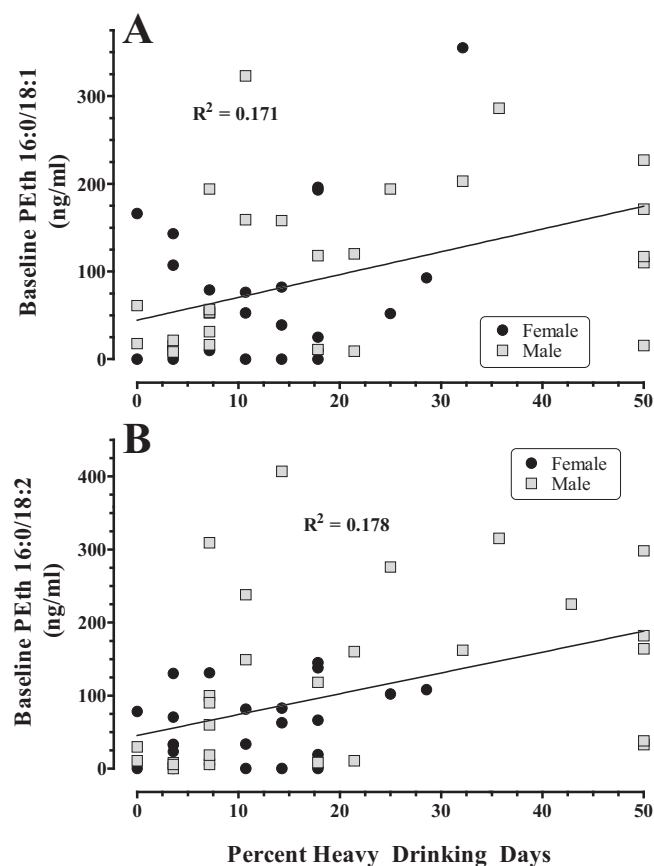 A
R² = 0.171
Baseline PEth 16:0/18:1
(ng/ml)
300
200
100
0
Female
Male
0 10 20 30 40 50
B
Female
Male
R² = 0.178
Baseline PEth 16:0/18:2
(ng/ml)
400
300
200
100
0
0 10 20 30 40 50
Percent Heavy Drinking Days